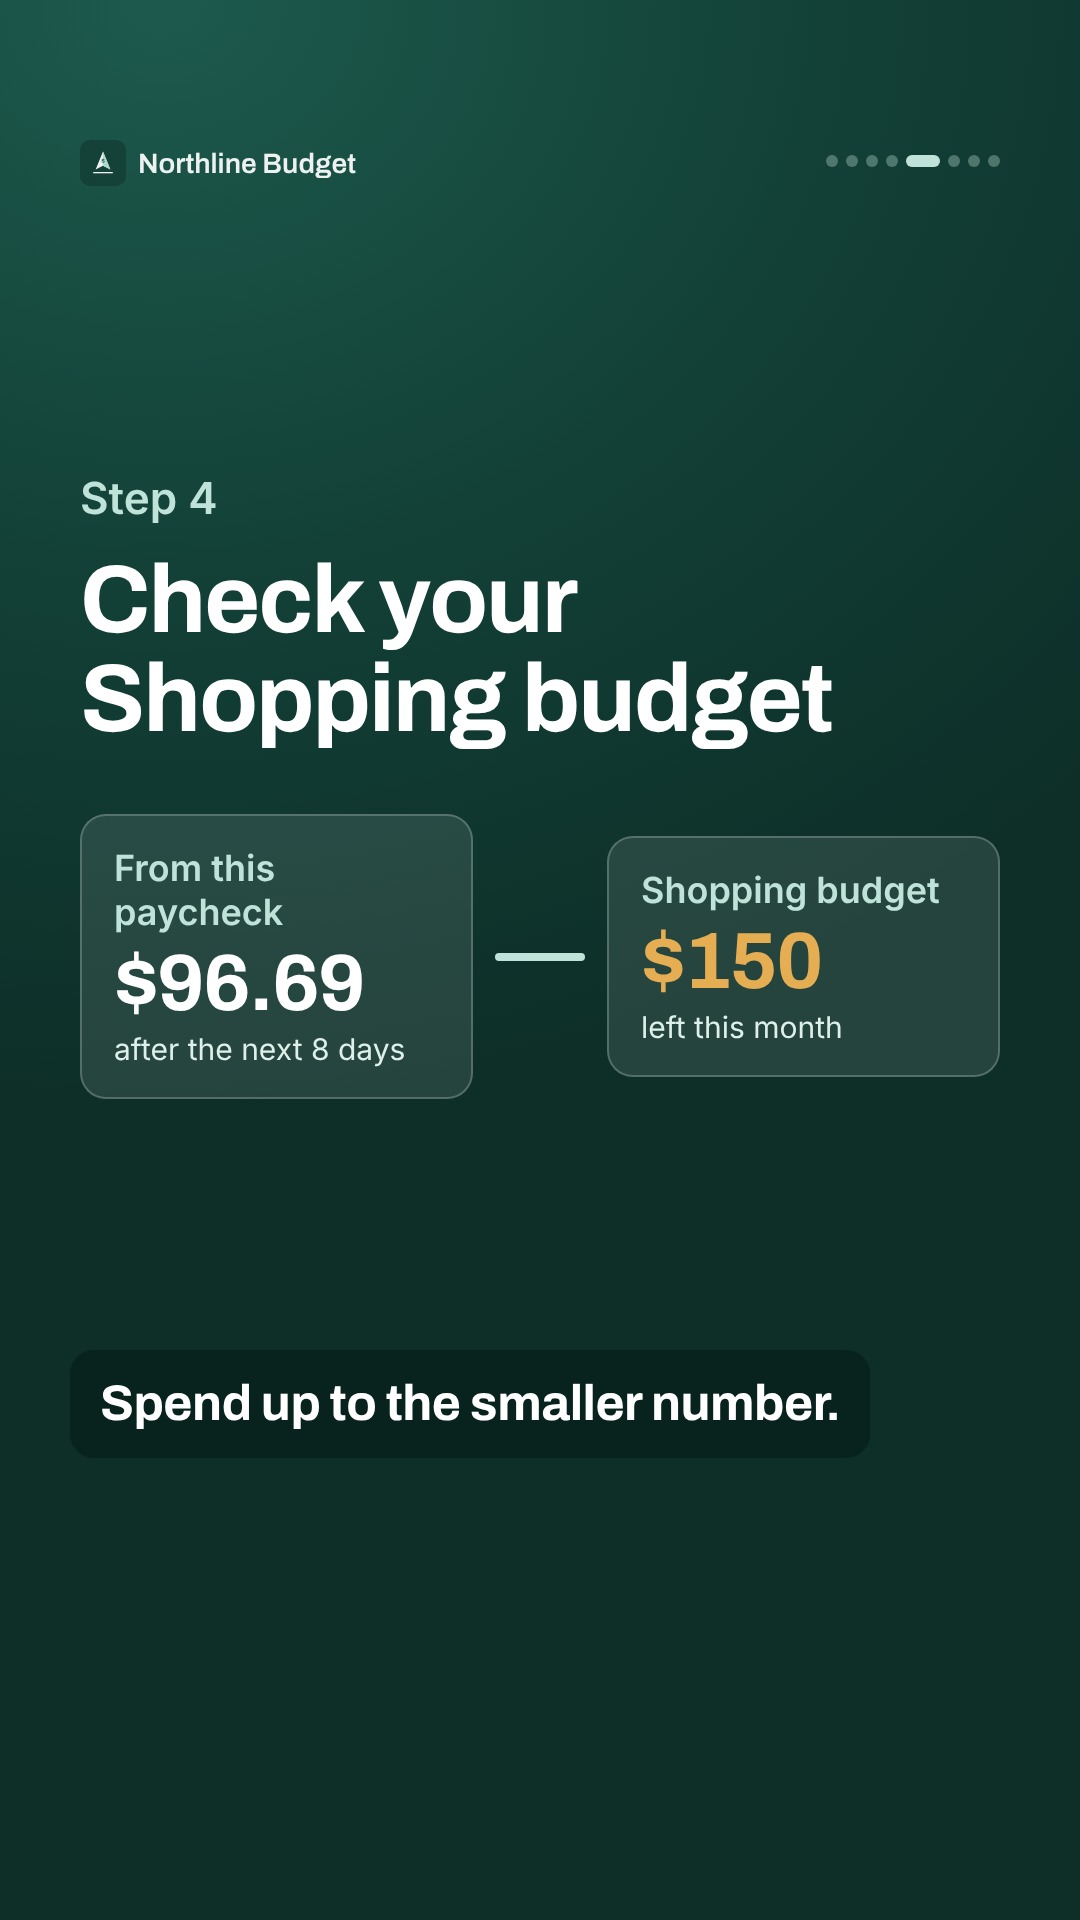 Northline Budget
Step 4
Check your
Shopping budget
From this
paycheck
$96.69
after the next 8 days
Shopping budget
$150
left this month
Spend up to the smaller number.